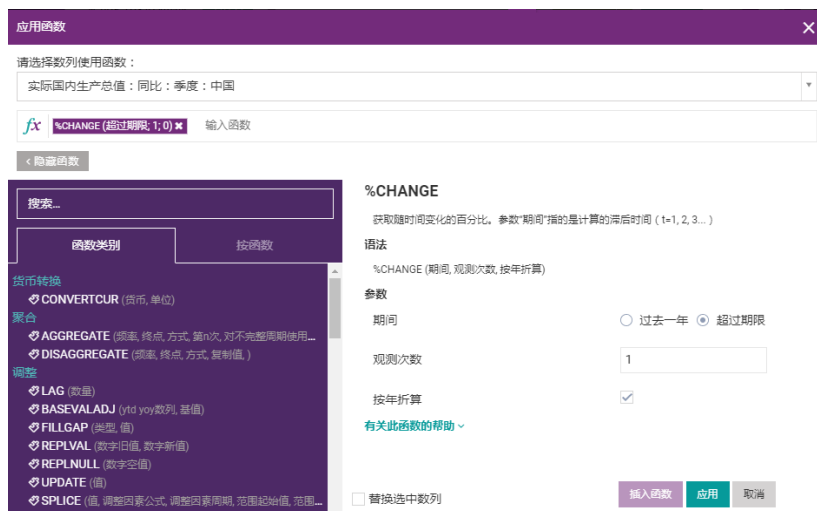 应用函数
请选择数列使用函数：
实际国内生产总值：同比：季度：中国
fx %CHANGE (超过期限; 1; 0) ✖ 输入函数
< 隐藏函数
搜索...
函数类别 按函数
货币转换
CONVERTCUR (货币, 单位)
聚合
AGGREGATE (频率, 终点, 方式, 第n次, 对不完整周期使用...
DISAGGREGATE (频率, 终点, 方式, 复制值, )
调整
LAG (数量)
BASEVALADJ (ytd yoy数列, 基值)
FILLGAP (类型, 值)
REPLVAL (数字旧值, 数字新值)
REPLNULL (数字空值)
UPDATE (值)
SPLICE (值, 调整因素公式, 调整因素周期, 范围起始值, 范围...
%CHANGE
获取随时间变化的百分比。参数"期间"指的是计算的滞后时间（t=1, 2, 3...）
语法
%CHANGE (期间, 观测次数, 按年折算)
参数
期间 过去一年 超过期限
观测次数 1
按年折算
有关此函数的帮助
替换选中数列 插入函数 应用 取消